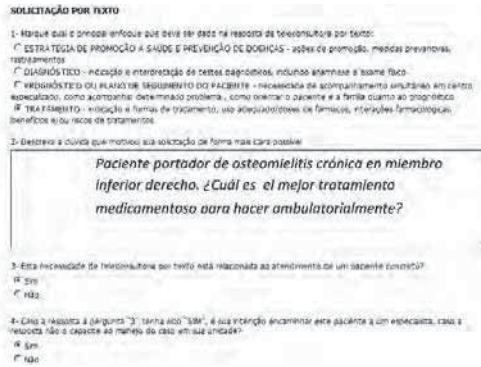 SOLICITAÇÃO POR TEXTO
1- Marque qual o principal enfoque que deve ser dado na resposta da teleconsultoria por texto:
ESTRATÉGIA DE PROMOÇÃO À SAÚDE E PREVENÇÃO DE DOENÇAS - ações de promoção, medidas preventivas,
rastreamentos
DIAGNÓSTICO - indicação e interpretação de testes diagnósticos, incluindo anamnese e exame físico
PROGNÓSTICO OU PLANO DE SEGUIMENTO DO PACIENTE - necessidade de acompanhamento simultâneo em centro
especializado, como acompanhar determinado problema, como orientar o paciente e a família quanto ao prognóstico
TRATAMENTO - indicação e formas de tratamento, uso adequado/doses de fármacos, interações farmacológicas,
benefícios e/ou riscos de tratamentos
2- Descreva a dúvida que motivou sua solicitação de forma mais clara possível
Paciente portador de osteomielitis crónica en miembro
inferior derecho. ¿Cuál es el mejor tratamiento
medicamentoso para hacer ambulatorialmente?
3- Esta necessidade de teleconsultoria por texto está relacionada ao atendimento de um paciente concreto?
Sim
Não
4- Caso a resposta à pergunta "3" tenha sido "SIM", é sua intenção encaminhar este paciente a um especialista, caso a
resposta não o capacite ao manejo do caso em sua unidade?
Sim
Não